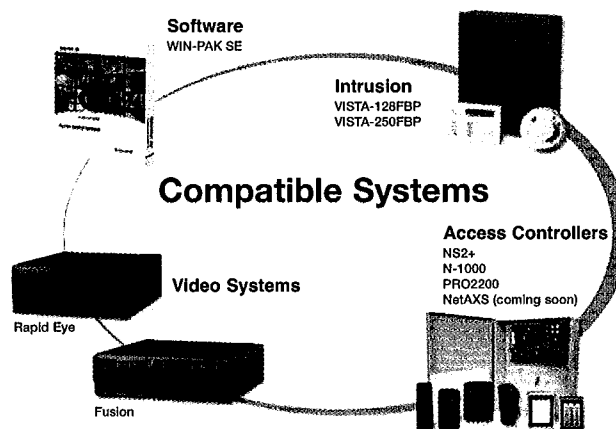 Software
WIN-PAK SE
Intrusion
VISTA-128FBP
VISTA-250FBP
Compatible Systems
Access Controllers
NS2+
N-1000
PRO2200
NetAXS (coming soon)
Video Systems
Rapid Eye
Fusion